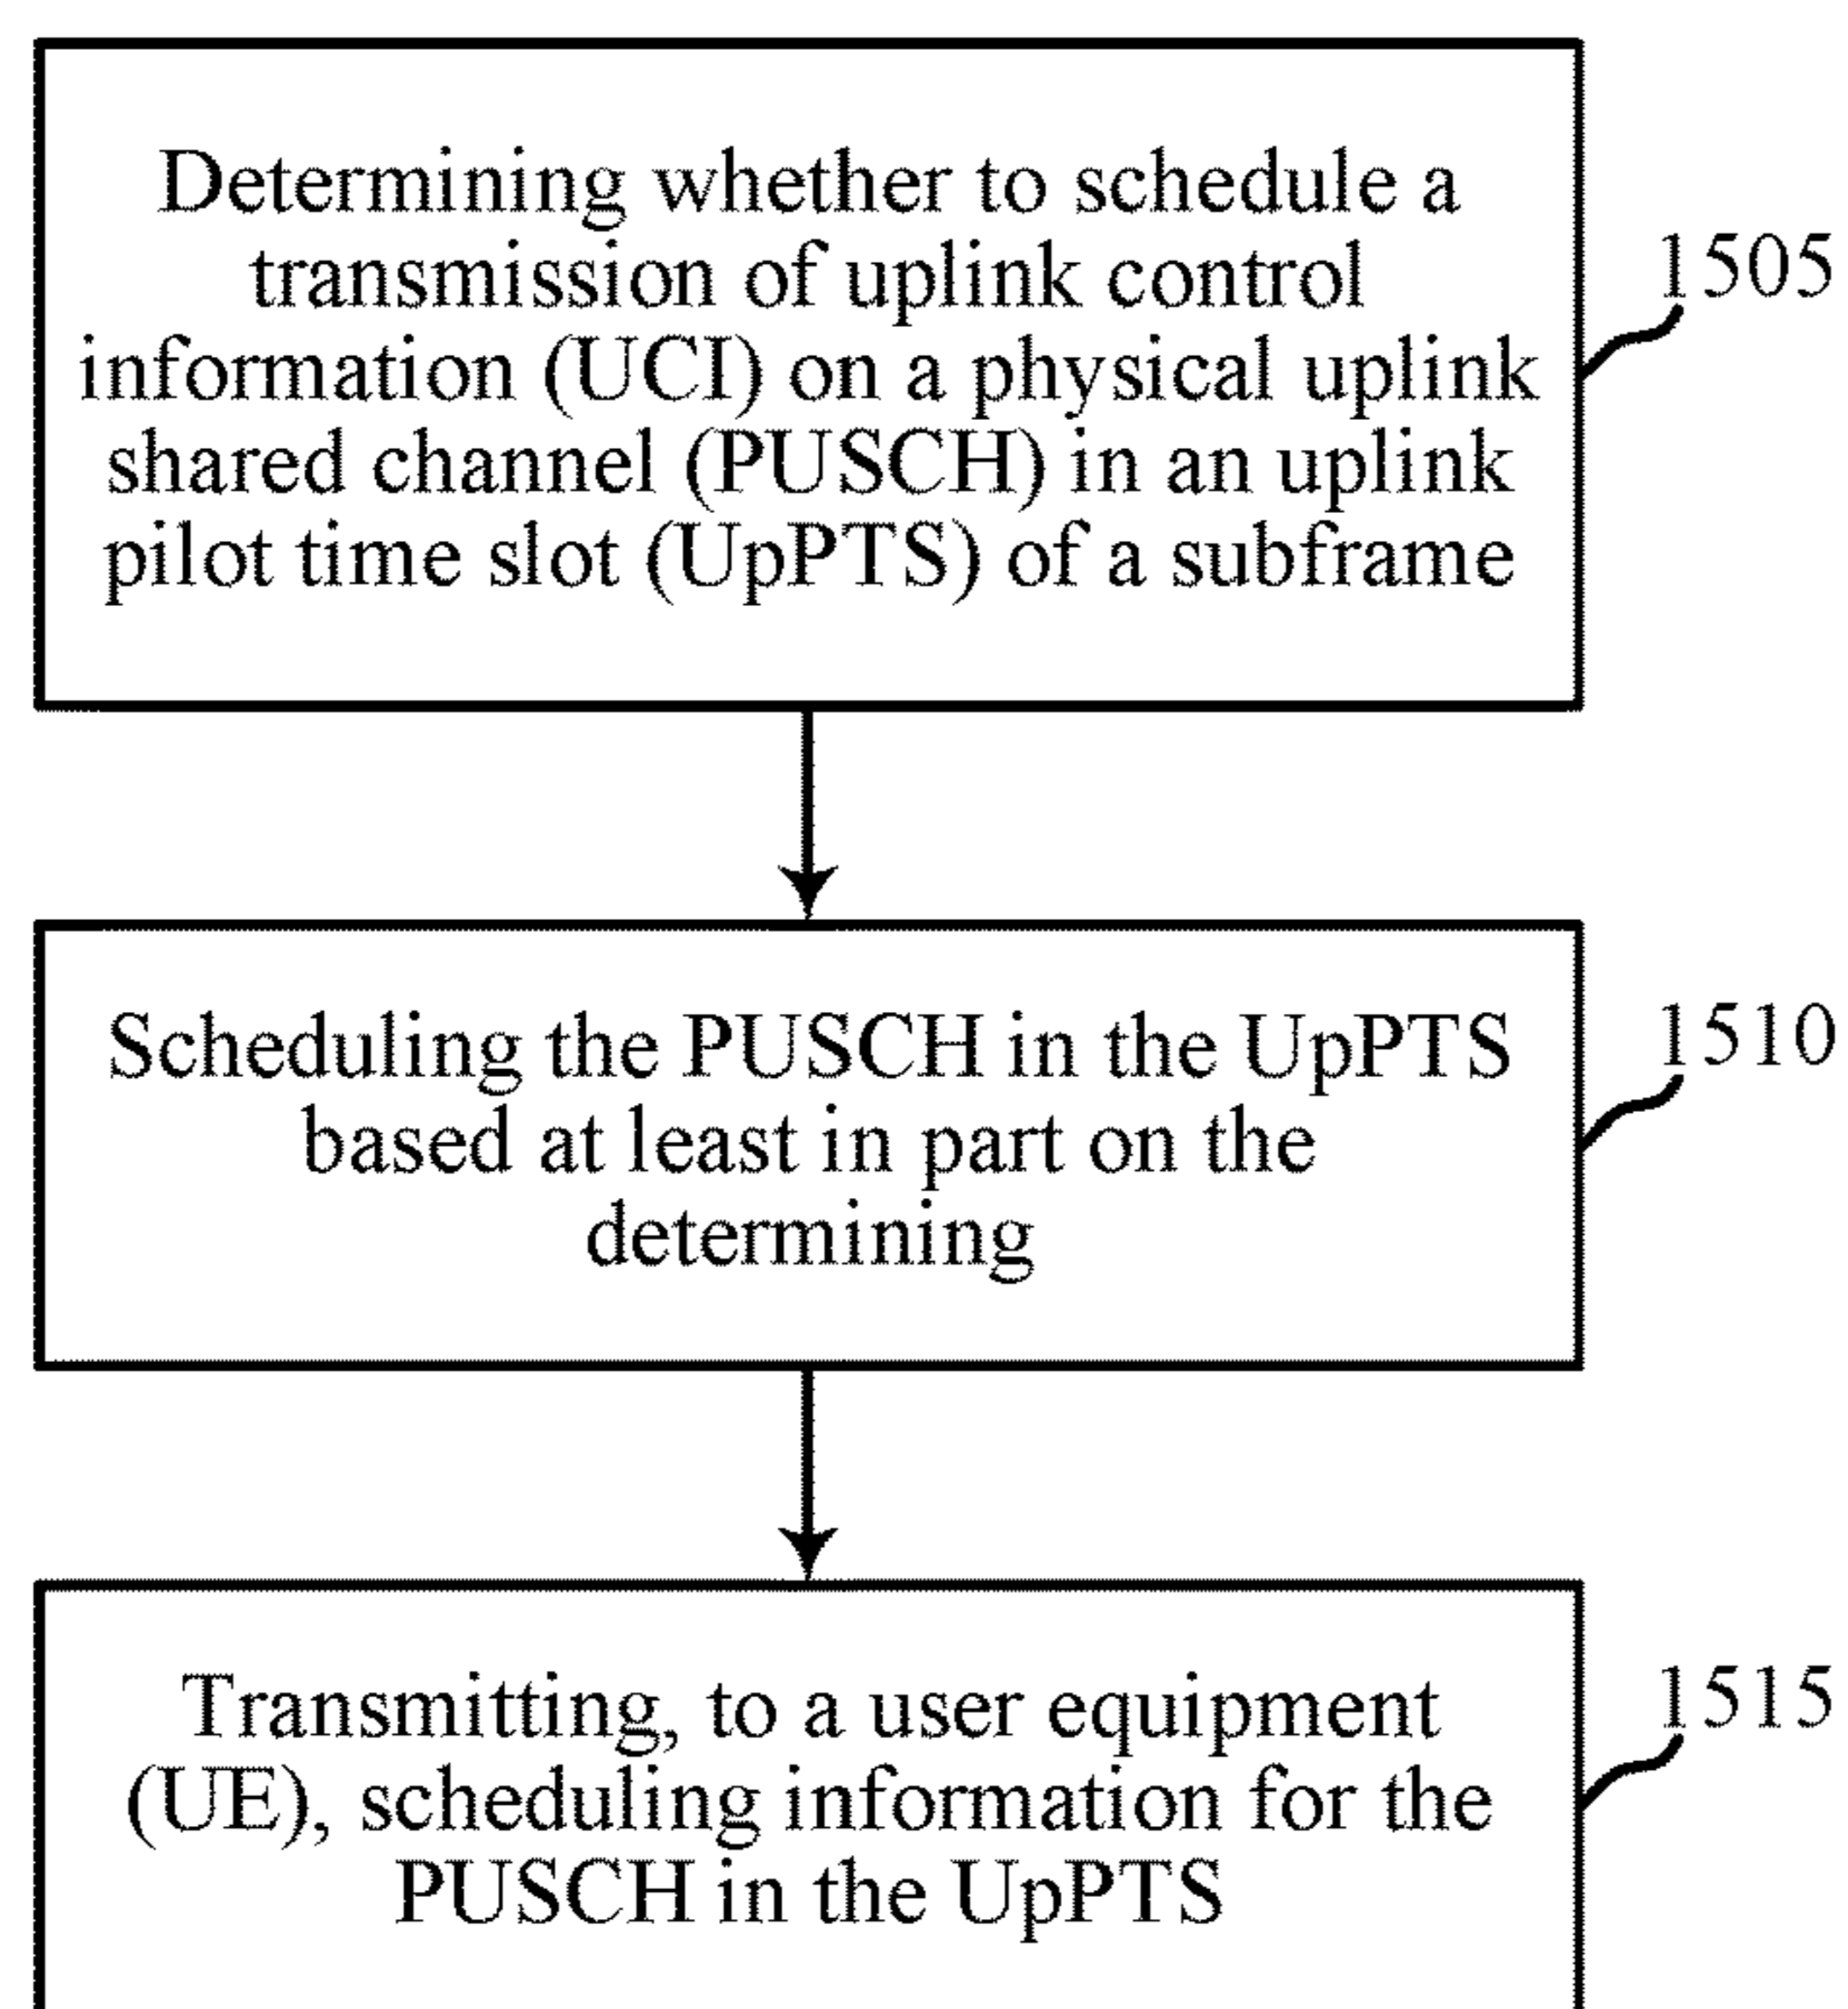 Determining whether to schedule a
transmission of uplink control
information (UCI) on a physical uplink
shared channel (PUSCH) in an uplink
pilot time slot (UpPTS) of a subframe
1505
Scheduling the PUSCH in the UpPTS
based at least in part on the
determining
1510
Transmitting, to a user equipment
(UE), scheduling information for the
PUSCH in the UpPTS
1515